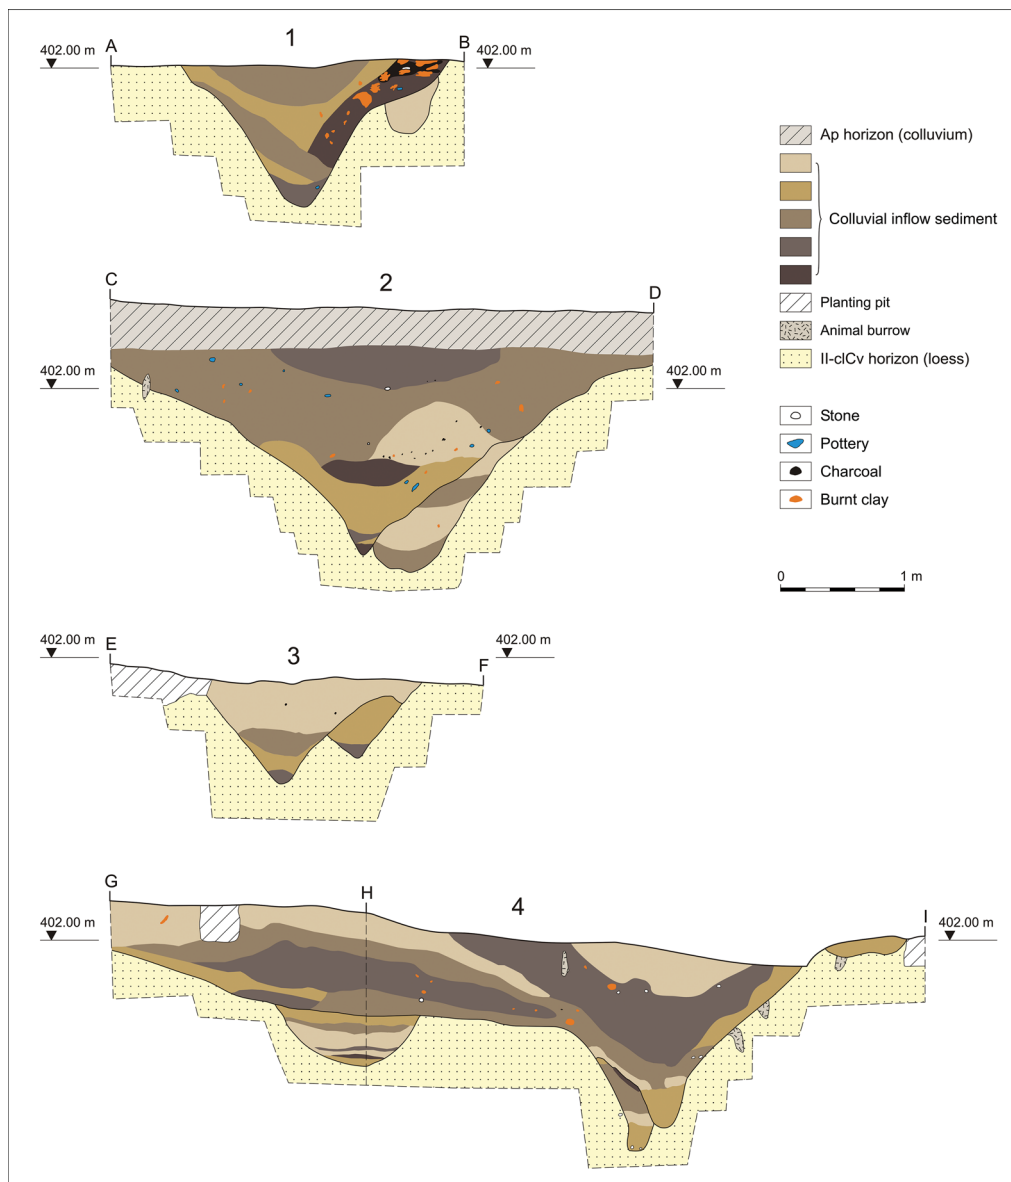 1
A
B
402.00 m
402.00 m
Ap horizon (colluvium)
Colluvial inflow sediment
Planting pit
Animal burrow
II-clCv horizon (loess)
Stone
Pottery
Charcoal
Burnt clay
0 1 m
2
C
D
402.00 m
402.00 m
3
E
F
402.00 m
402.00 m
4
G
H
I
402.00 m
402.00 m